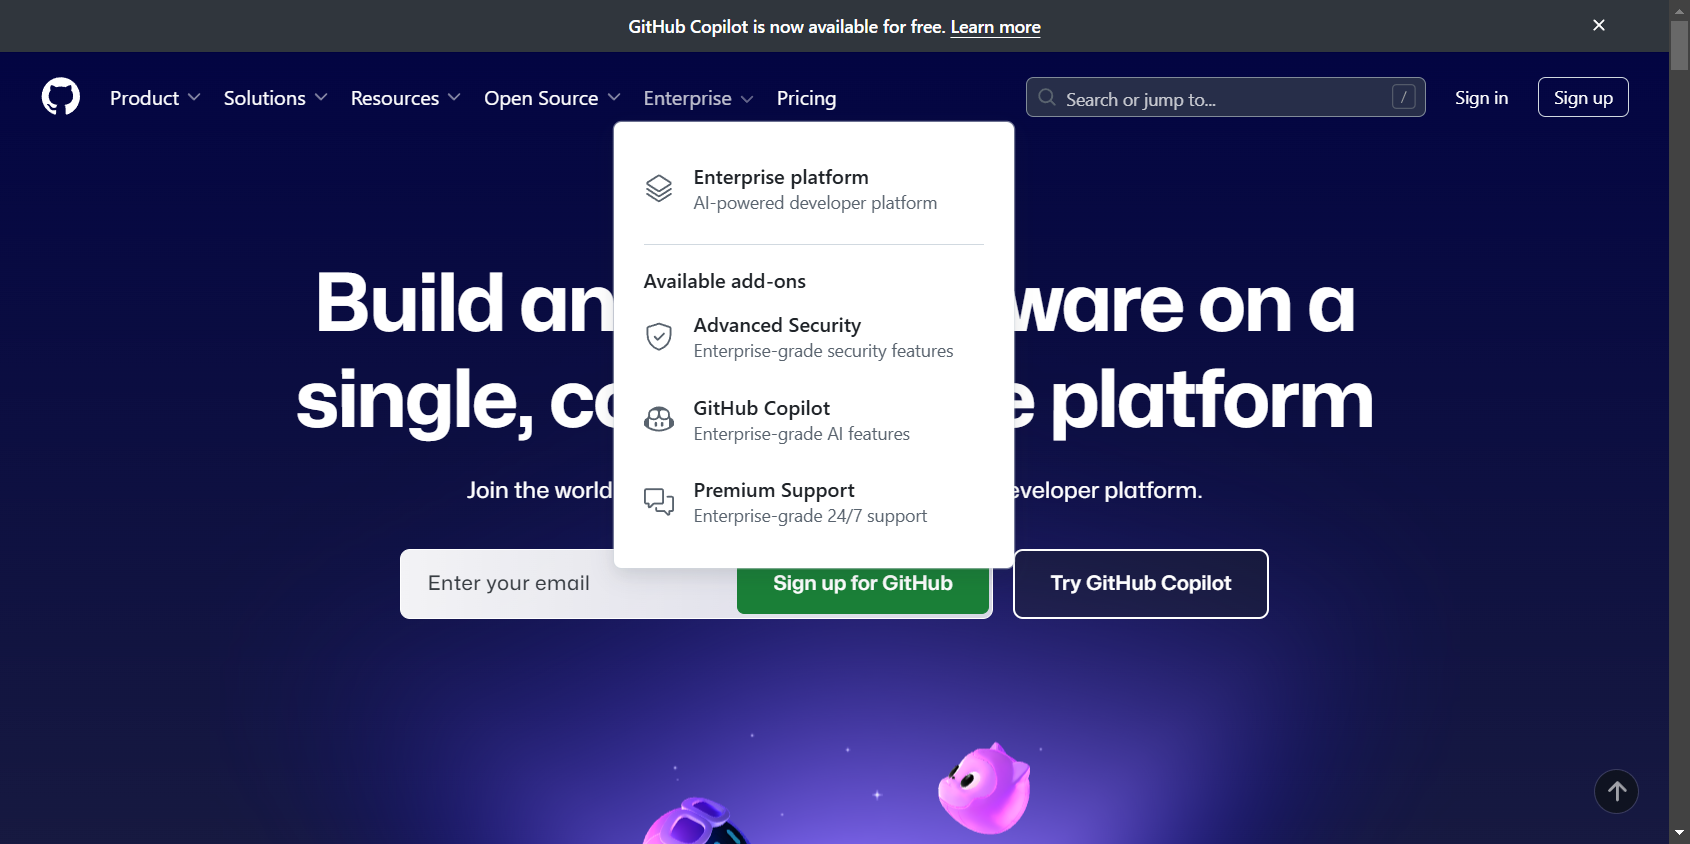 GitHub Copilot is now available for free. Learn more
Product Solutions Resources Open Source Enterprise Pricing Search or jump to... / Sign in Sign up
Enterprise platform
AI-powered developer platform
Available add-ons
Advanced Security
Enterprise-grade security features
GitHub Copilot
Enterprise-grade AI features
Premium Support
Enterprise-grade 24/7 support
Build an ware on a
single, co e platform
Join the world eveloper platform.
Enter your email Sign up for GitHub Try GitHub Copilot